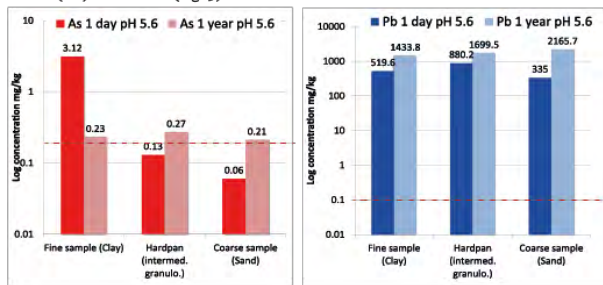 As 1 day pH 5.6 As 1 year pH 5.6
Log concentration mg/kg
10
1
0.1
0.01
3.12
0.23
0.13
0.27
0.06
0.21
Fine sample (Clay)
Hardpan
(intermed.
granulo.)
Coarse sample
(Sand)
Pb 1 day pH 5.6 Pb 1 year pH 5.6
Log concentration mg/kg
10000
1000
100
10
1
0.1
0.01
519.6
1433.8
880.2
1699.5
335
2165.7
Fine sample
(Clay)
Hardpan
(intermed.
granulo.)
Coarse sample
(Sand)